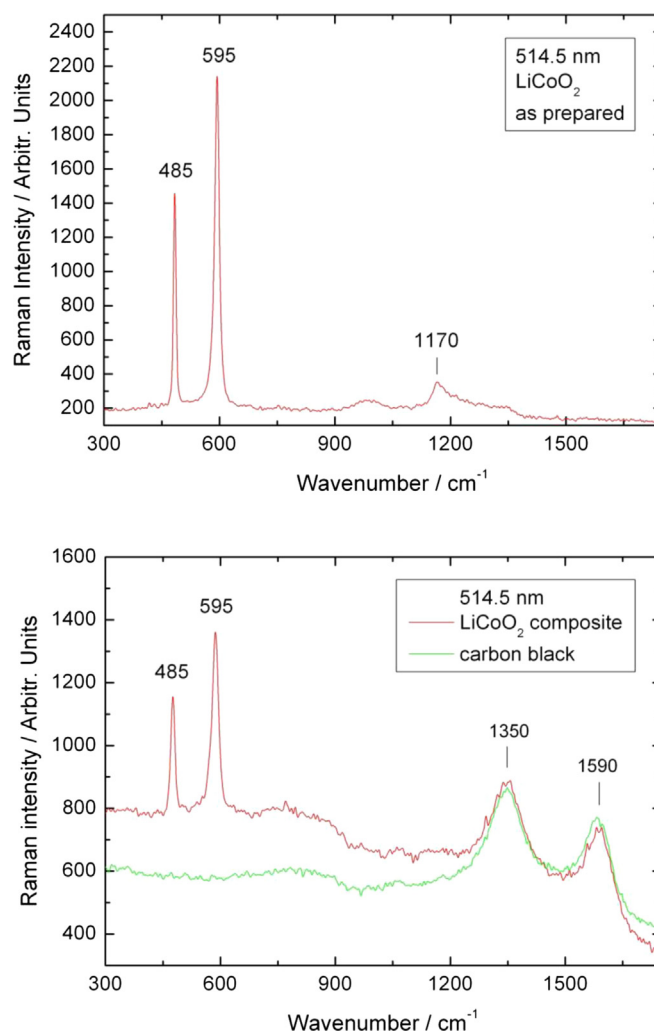 2400
2200
2000
1800
1600
1400
1200
1000
800
600
400
200
Raman Intensity / Arbitr. Units
595
485
1170
514.5 nm
LiCoO₂
as prepared
300 600 900 1200 1500
Wavenumber / cm⁻¹
1600
1400
1200
1000
800
600
400
Raman intensity / Arbitr. Units
595
485
1350
1590
514.5 nm
LiCoO₂ composite
carbon black
300 600 900 1200 1500
Wavenumber / cm⁻¹